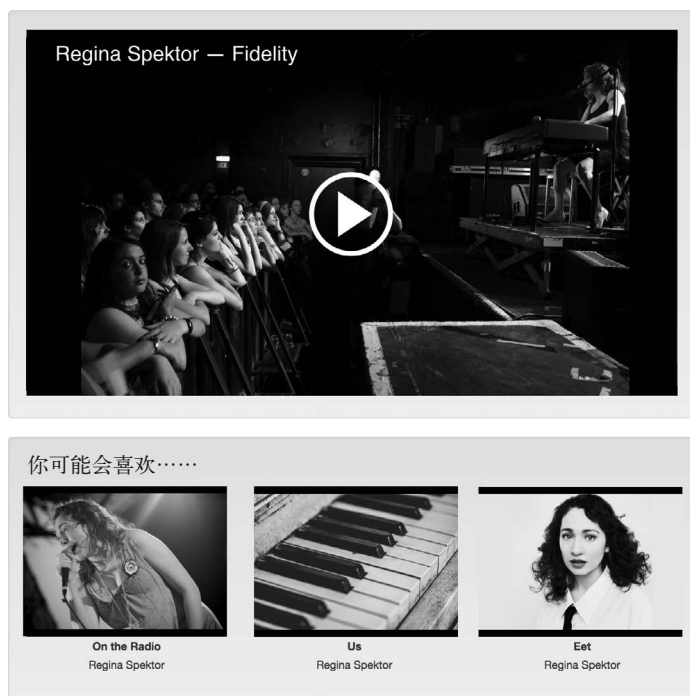 Regina Spektor — Fidelity
你可能会喜欢……
On the Radio
Regina Spektor
Us
Regina Spektor
Eet
Regina Spektor